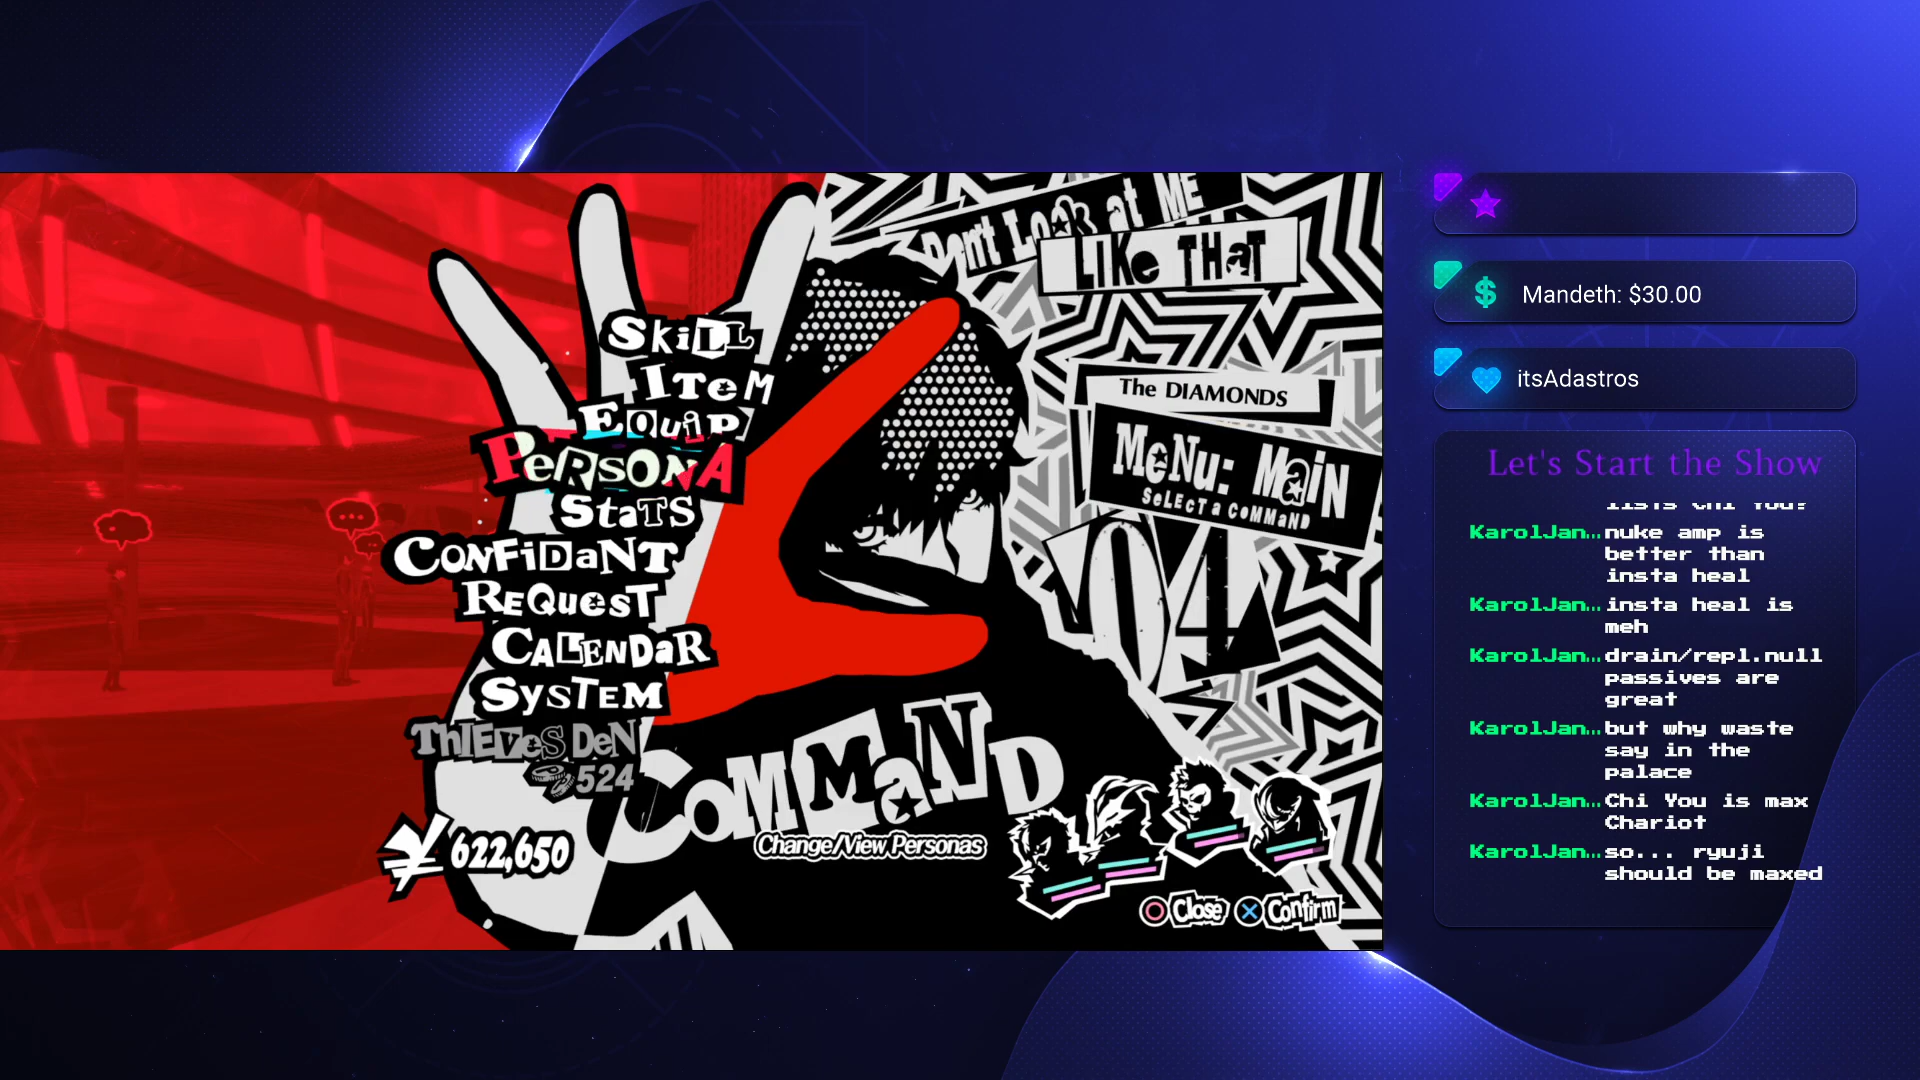 Don't Look at ME
LIKe THaT
SkiLL
ITeM
EQuiP
PeRSONA
StaTS
CONFiDaNT
ReQuesT
CALENDaR
SySTEM
ThIEVes DeN
524
¥ 622,650
The DIAMONDS
MeNu: MaiN
SeLEcT a CoMMaND
04
CoMMaND
Change/View Personas
Close
Confirm
Mandeth: $30.00
itsAdastros
Let's Start the Show
KarolJan… nuke amp is
better than
insta heal
KarolJan… insta heal is
meh
KarolJan… drain/repl.null
passives are
great
KarolJan… but why waste
say in the
palace
KarolJan… Chi You is max
Chariot
KarolJan… so... ryuji
should be maxed